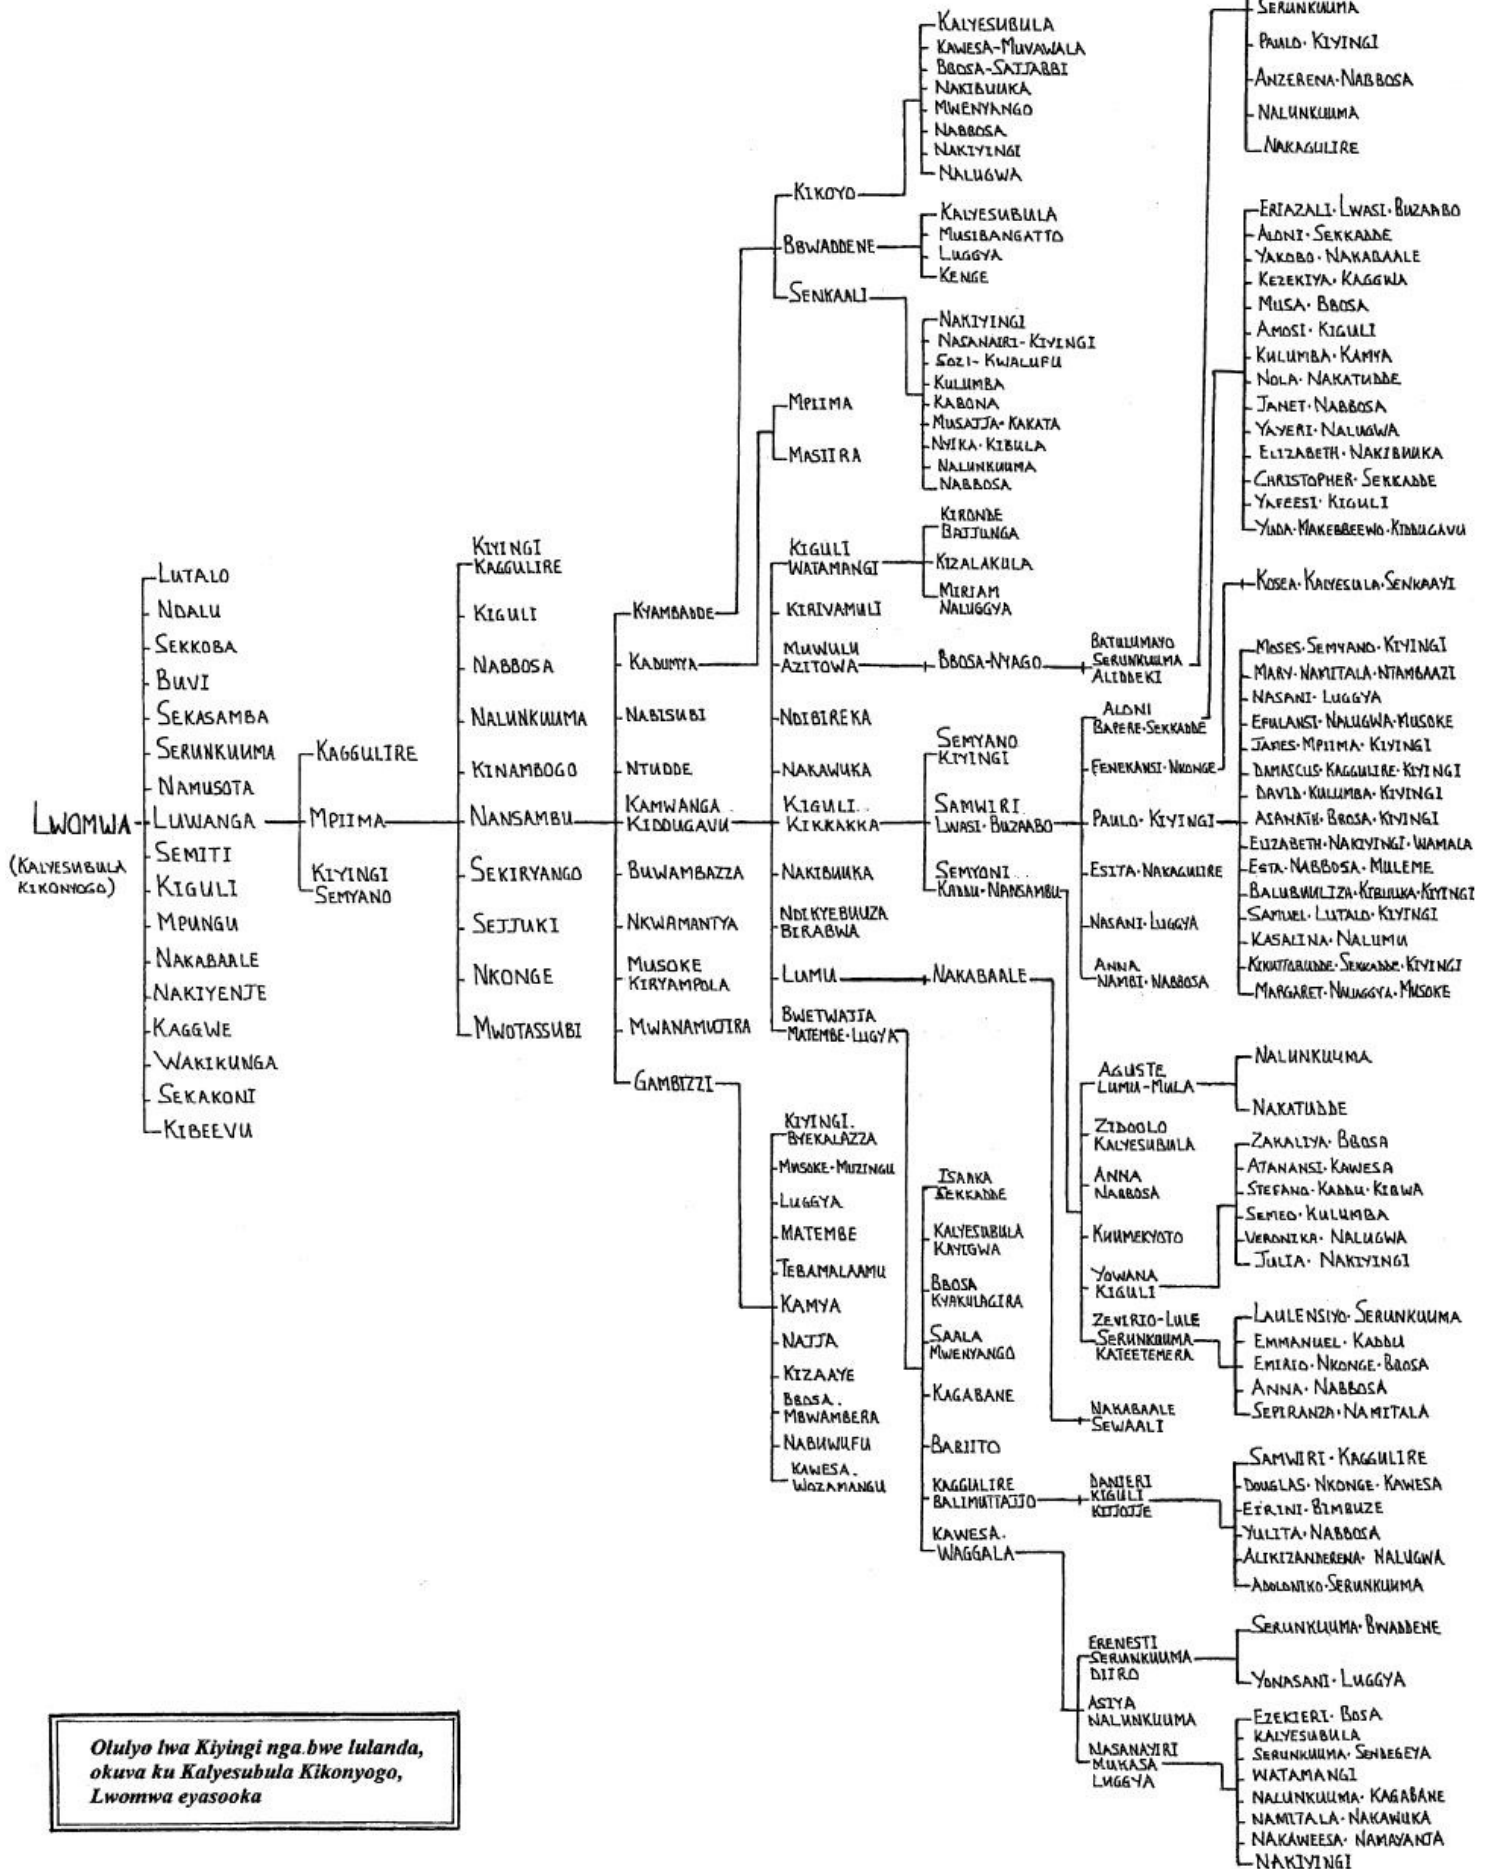 LWOMWA
(KALYESUBULA
KIKONYOGO)
LUTALO
NDALU
SEKKOBA
BUVI
SEKASAMBA
SERUNKUUMA
NAMUSOTA
LUWANGA
SEMITI
KIGULI
MPUNGU
NAKABAALE
NAKIYENJE
KAGGWE
WAKIKUNGA
SEKAKONI
KIBEEVU
KAGGULIRE
MPIIMA
KIYINGI
SEMYANO
KIYINGI
KAGGULIRE
KIGULI
NABBOSA
NALUNKUUMA
KINAMBOGO
NANSAMBU
SEKIRYANGO
SEJJUKI
NKONGE
MWOTASSUBI
KYAMBADDE
KADUMYA
NABISUBI
NTUDDE
KAMWANGA
KIDDUGAVU
BUWAMBAZZA
NKWAMANTYA
MUSOKE
KIRYAMPOLA
MWANAMUJIRA
GAMBIZZI
KIKOYO
BBWADDENE
SENKAALI
MPIIMA
MASIIRA
KIGULI
WATAMANGI
KIRIVAMULI
MUWULU
AZITOWA
NDIBIREKA
NAKAWUKA
KIGULI
KIKKAKKA
NAKIBUUKA
NDIKYEBUUZA
BIRABWA
LUMU
BWETWAJJA
MATEMBE·LUGYA
KIYINGI.
BYEKALAZZA
MUSOKE·MUZINGU
LUGGYA
MATEMBE
TEBAMALAAMU
KAMYA
NAJJA
KIZAAYE
BBOSA.
MBWAMBERA
NABUWUFU
KAWESA.
WOZAMANGU
KALYESUBULA
KAWESA-MUVAWALA
BBOSA-SAJJABBI
NAKIBUUKA
MWENYANGO
NABBOSA
NAKIYINGI
NALUGWA
KALYESUBULA
MUSIBANGATTO
LUGGYA
KENGE
NAKIYINGI
NASANAIRI-KIYINGI
SOZI-KWALUFU
KULUMBA
KABONA
MUSAJJA-KAKATA
NYIKA·KIBULA
NALUNKUUMA
NABBOSA
KIRONDE
BAJJUNGA
KIZALAKULA
MIRIAM
NALUGGYA
BBOSA-NYAGO
SEMYANO
KIYINGI
SAMWIRI
LWASI·BUZAABO
SEMYONI
KADDU·NANSAMBU
NAKABAALE
ISAAKA
SEKKADDE
KALYESUBULA
KAYIGWA
BBOSA
KYAKULAGIRA
SAALA
MWENYANGO
KAGABANE
BABIITO
KAGGULIRE
BALIMUTTAJJO
KAWESA.
WAGGALA
BATULUMAYO
SERUNKUUMA
ALIDDEKI
ALONI
BAPERE·SEKKADDE
FENEKANSI·NKONGE
PAULO·KIYINGI
ESITA·NAKAGULIRE
NASANI·LUGGYA
ANNA
NAMBI·NABBOSA
AGUSTE
LUMU-MULA
ZIDOOLO
KALYESUBULA
ANNA
NABBOSA
KUUMEKYOTO
YOWANA
KIGULI
ZEVIRIO-LULE
SERUNKUUMA
KATEETEMERA
NAKABAALE
SEWAALI
DANIERI
KIGULI
KIJOJJE
ERENESTI
SERUNKUUMA
DIIRO
ASIYA
NALUNKUUMA
NASANAYIRI
MUKASA
LUGGYA
SERUNKUUMA
PAULO·KIYINGI
ANZERENA·NABBOSA
NALUNKUUMA
NAKAGULIRE
ERIAZALI·LWASI·BUZAABO
ALONI·SEKKADDE
YAKOBO·NAKABAALE
KEZEKIYA·KAGGWA
MUSA·BBOSA
AMOSI·KIGULI
KULUMBA·KAMYA
NOLA·NAKATUDDE
JANET·NABBOSA
YAYERI·NALUGWA
ELIZABETH·NAKIBUUKA
CHRISTOPHER·SEKKADDE
YAFEESI·KIGULI
YUDA·MAKEBBEEWO·KIDDUGAVU
KOSEA·KALYESULA·SENKAAYI
MOSES·SEMYANO·KIYINGI
MARY·NAMITALA·NTAMBAAZI
NASANI·LUGGYA
EFULANSI·NALUGWA·MUSOKE
JAMES·MPIIMA·KIYINGI
DAMASCUS·KAGGULIRE·KIYINGI
DAVID·KULUMBA·KIYINGI
ASANATH·BBOSA·KIYINGI
ELIZABETH·NAKIYINGI·WAMALA
ESTA·NABBOSA·MULEME
BALUBUULIZA·KIBUUKA·KIYINGI
SAMUEL·LUTALO·KIYINGI
KASALINA·NALUMU
KIKUTTOBUDDE·SEKKADDE·KIYINGI
MARGARET·NALUGGYA·MUSOKE
NALUNKUUMA
NAKATUDDE
ZAKALIYA·BBOSA
ATANANSI·KAWESA
STEFANO·KADDU·KIBWA
SEMEO·KULUMBA
VERONIKA·NALUGWA
JULIA·NAKIYINGI
LAULENSIYO·SERUNKUUMA
EMMANUEL·KADDU
EMIRIO·NKONGE·BBOSA
ANNA·NABBOSA
SEPIRANZA·NAMITALA
SAMWIRI·KAGGULIRE
DOUGLAS·NKONGE·KAWESA
EIRINI·BIMBUZE
YULITA·NABBOSA
ALIKIZANDERENA·NALUGWA
ADOLONIKO·SERUNKUUMA
SERUNKUUMA·BWADDENE
YONASANI·LUGGYA
EZEKIERI·BOSA
KALYESUBULA
SERUNKUUMA·SENDEGEYA
WATAMANGI
NALUNKUUMA·KAGABANE
NAMITALA·NAKAWUKA
NAKAWEESA·NAMAYANJA
NAKIYINGI
Olulyo lwa Kiyingi nga bwe lulanda,
okuva ku Kalyesubula Kikonyogo,
Lwomwa eyasooka